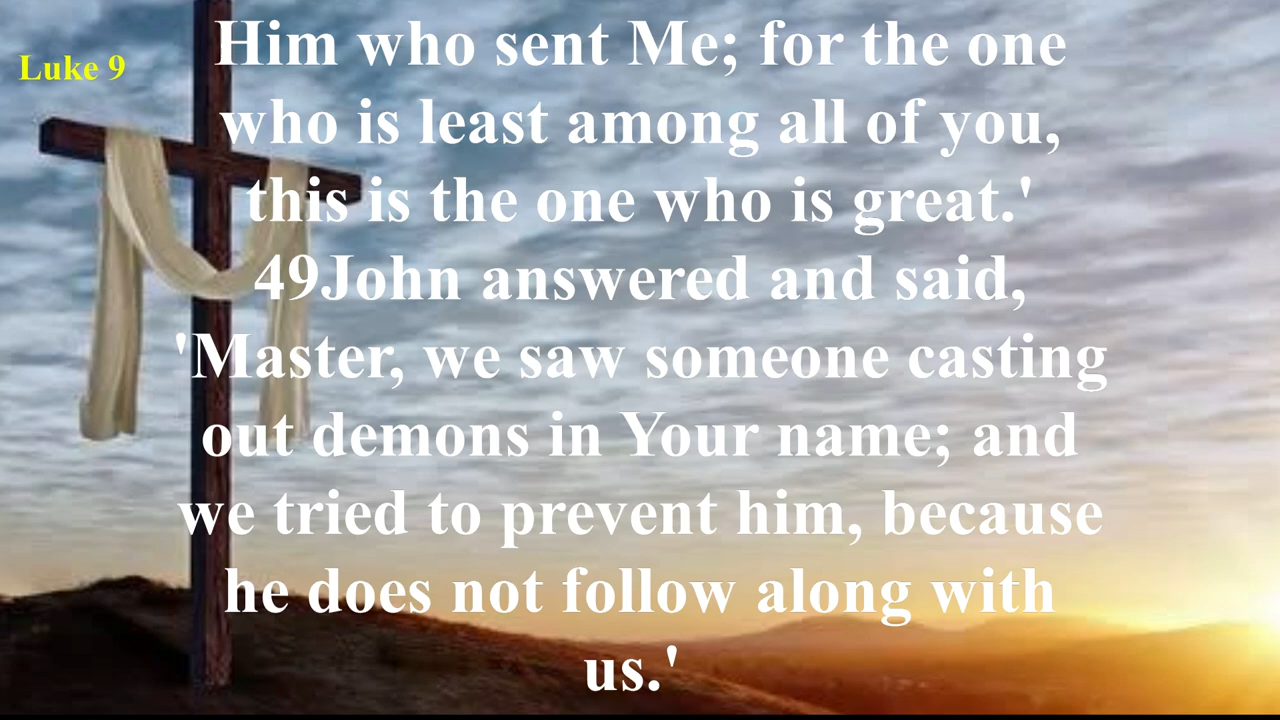 Luke 9
Him who sent Me; for the one
who is least among all of you,
this is the one who is great.'
49John answered and said,
'Master, we saw someone casting
out demons in Your name; and
we tried to prevent him, because
he does not follow along with
us.'